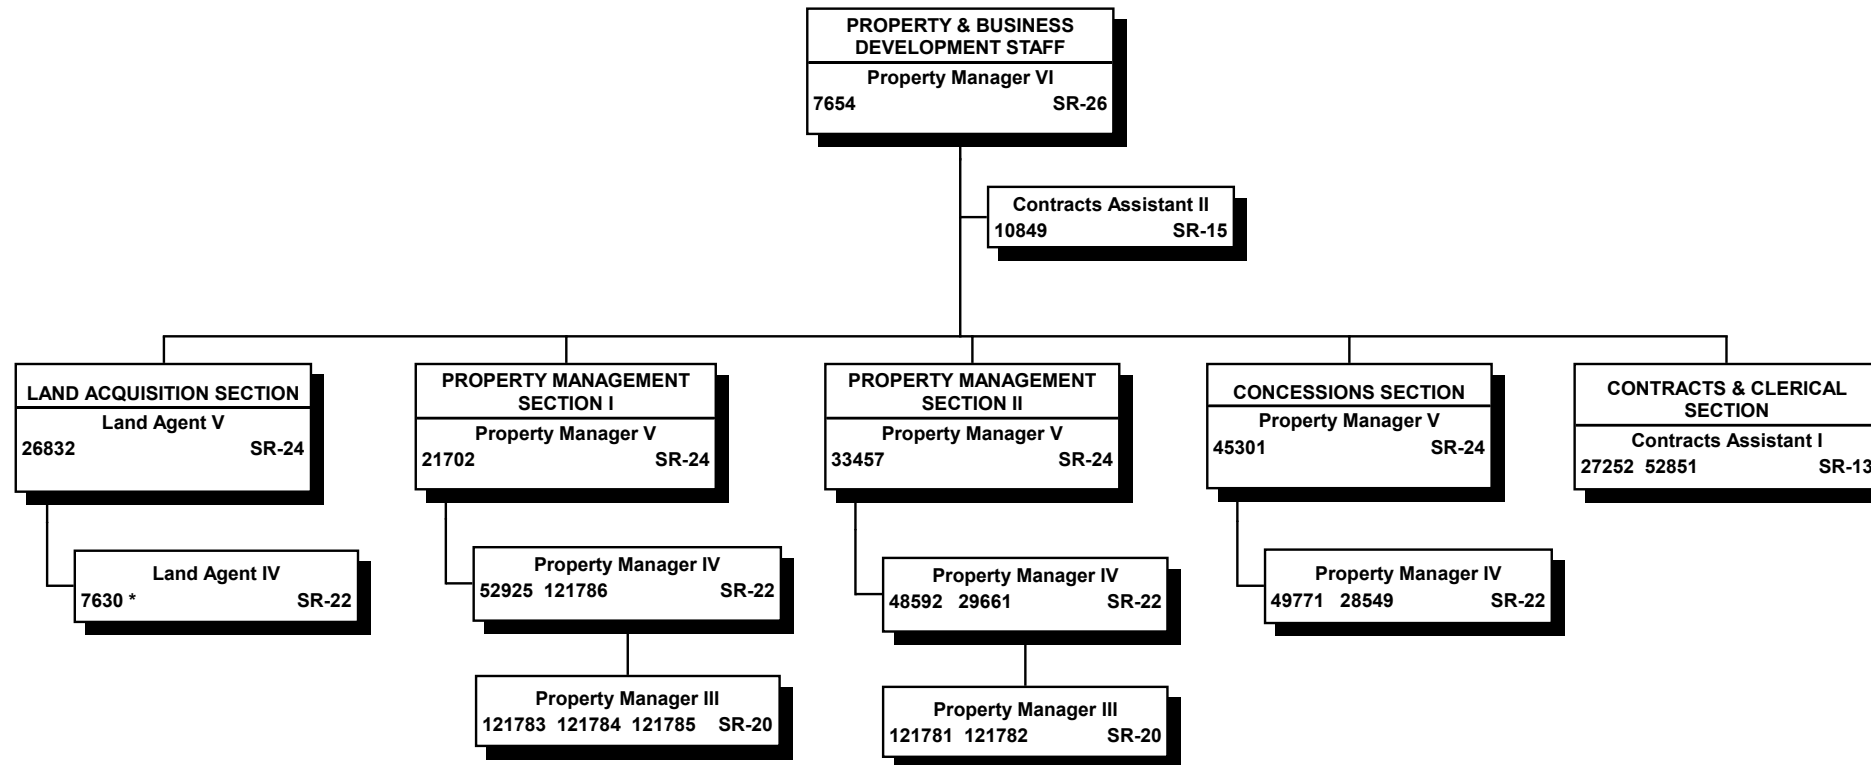 PROPERTY & BUSINESS
DEVELOPMENT STAFF
Property Manager VI
7654 SR-26
Contracts Assistant II
10849 SR-15
LAND ACQUISITION SECTION
Land Agent V
26832 SR-24
Land Agent IV
7630 * SR-22
PROPERTY MANAGEMENT
SECTION I
Property Manager V
21702 SR-24
Property Manager IV
52925 121786 SR-22
Property Manager III
121783 121784 121785 SR-20
PROPERTY MANAGEMENT
SECTION II
Property Manager V
33457 SR-24
Property Manager IV
48592 29661 SR-22
Property Manager III
121781 121782 SR-20
CONCESSIONS SECTION
Property Manager V
45301 SR-24
Property Manager IV
49771 28549 SR-22
CONTRACTS & CLERICAL
SECTION
Contracts Assistant I
27252 52851 SR-13